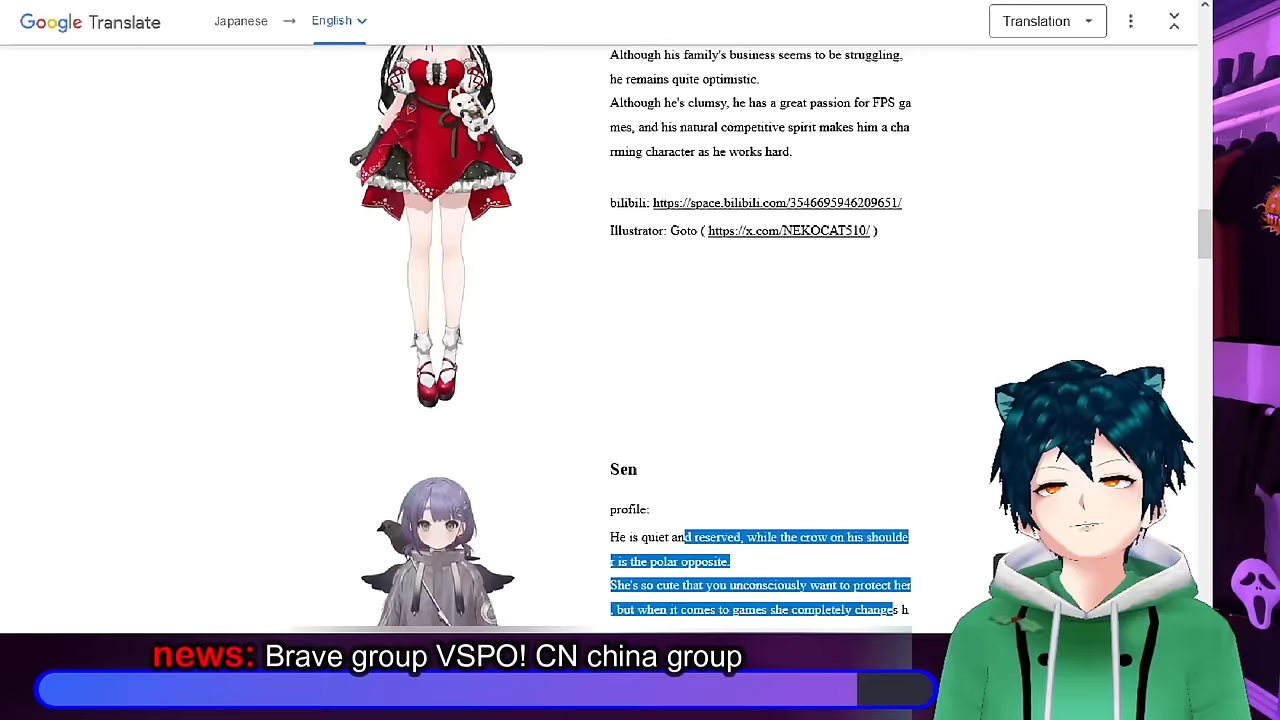 Google Translate
Japanese → English
Translation
Although his family's business seems to be struggling,
he remains quite optimistic.
Although he's clumsy, he has a great passion for FPS ga
mes, and his natural competitive spirit makes him a cha
rming character as he works hard.
bilibili: https://space.bilibili.com/3546695946209651/
Illustrator: Goto ( https://x.com/NEKOCAT510/ )
Sen
profile:
He is quiet and reserved, while the crow on his shoulde
r is the polar opposite.
She's so cute that you unconsciously want to protect her
, but when it comes to games she completely changes h
news: Brave group VSPO! CN china group